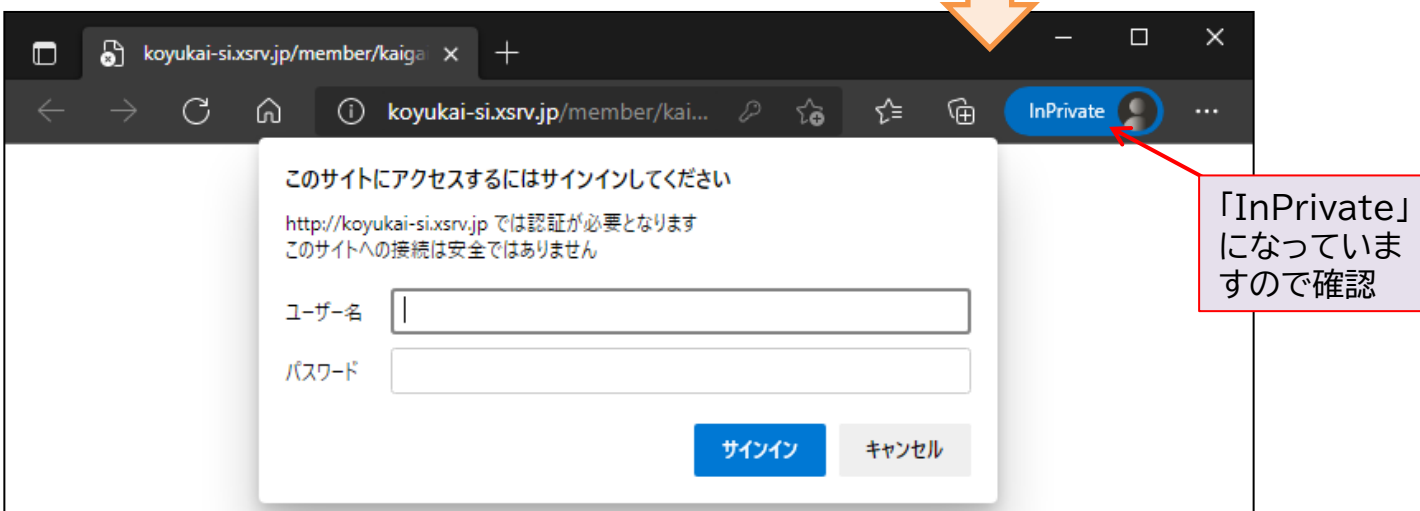 koyukai-si.xsrv.jp/member/kaiga
koyukai-si.xsrv.jp/member/kai...
InPrivate
このサイトにアクセスするにはサインインしてください
http://koyukai-si.xsrv.jp では認証が必要となります
このサイトへの接続は安全ではありません
ユーザー名
パスワード
サインイン
キャンセル
「InPrivate」
になっていま
すので確認